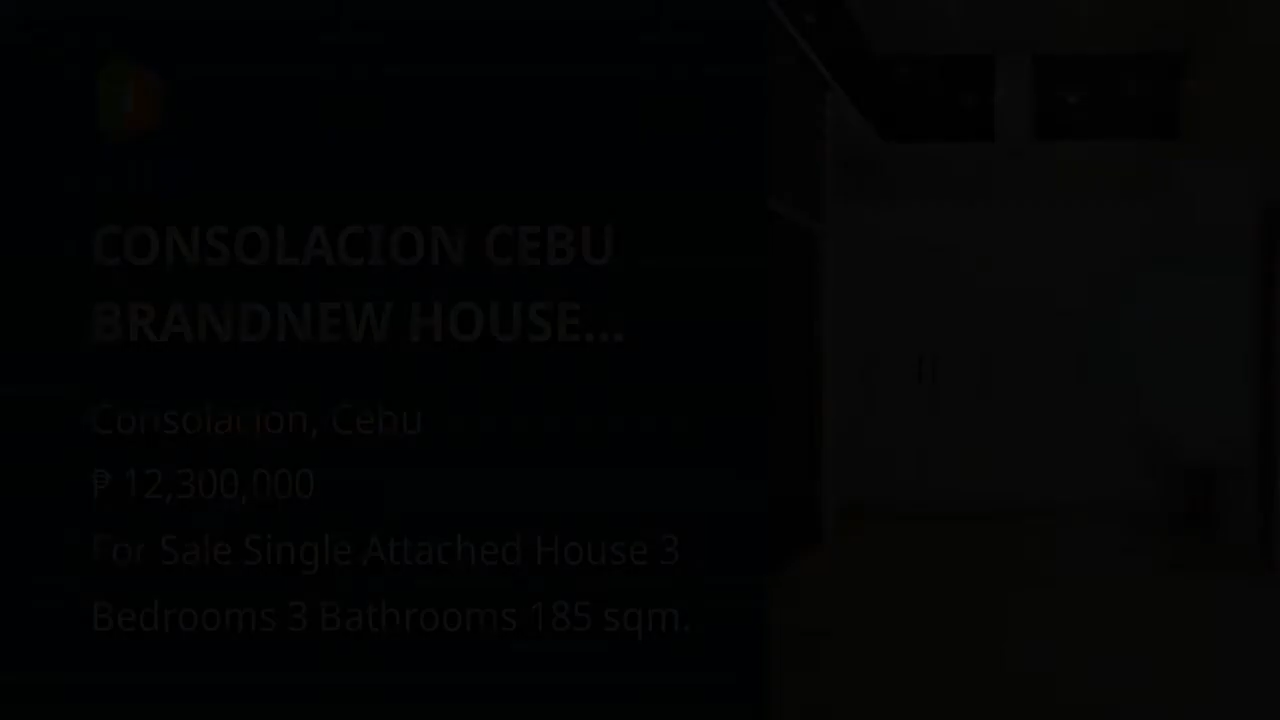 CONSOLACION CEBU
BRANDNEW HOUSE...
Consolacion, Cebu
₱ 12,300,000
For Sale Single Attached House 3
Bedrooms 3 Bathrooms 185 sqm.